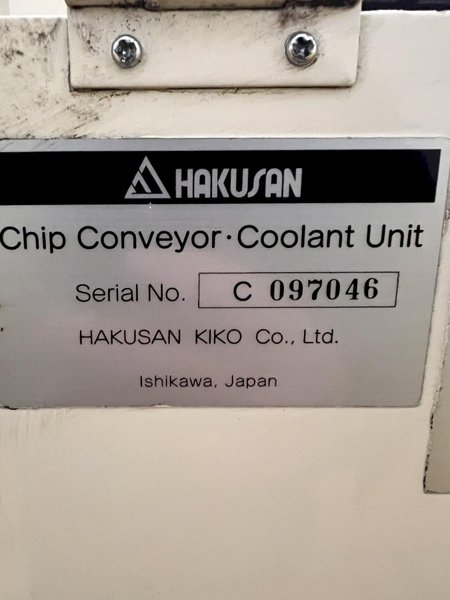 HAKUSAN
Chip Conveyor·Coolant Unit
Serial No. C 097046
HAKUSAN KIKO Co., Ltd.
Ishikawa, Japan